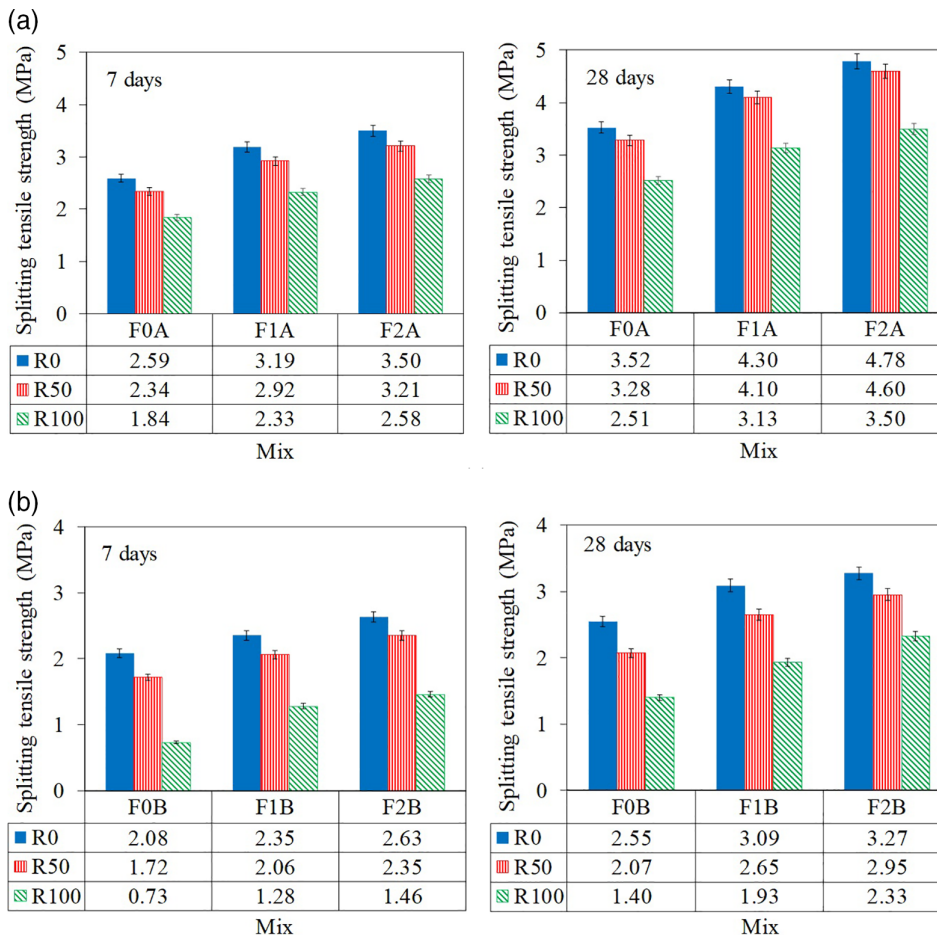 (a)
Splitting tensile strength (MPa)
5
4
3
2
1
0
7 days
F0A F1A F2A
R0 2.59 3.19 3.50
R50 2.34 2.92 3.21
R100 1.84 2.33 2.58
Mix
Splitting tensile strength (MPa)
5
4
3
2
1
0
28 days
F0A F1A F2A
R0 3.52 4.30 4.78
R50 3.28 4.10 4.60
R100 2.51 3.13 3.50
Mix
(b)
Splitting tensile strength (MPa)
4
3
2
1
0
7 days
F0B F1B F2B
R0 2.08 2.35 2.63
R50 1.72 2.06 2.35
R100 0.73 1.28 1.46
Mix
Splitting tensile strength (MPa)
4
3
2
1
0
28 days
F0B F1B F2B
R0 2.55 3.09 3.27
R50 2.07 2.65 2.95
R100 1.40 1.93 2.33
Mix